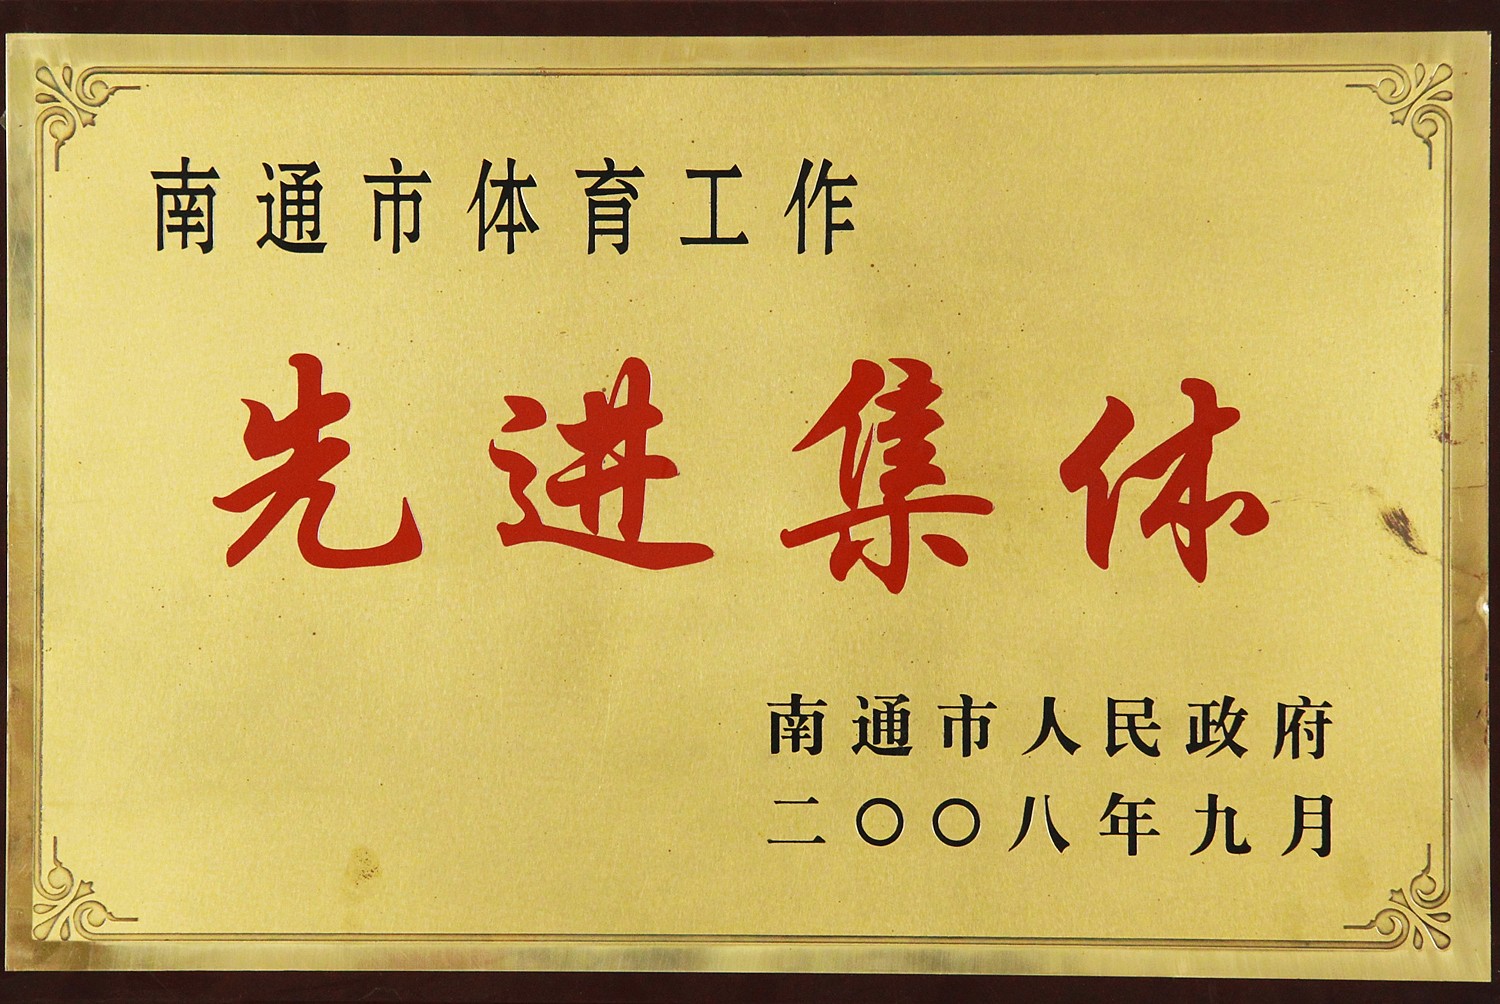 南通市体育工作
先进集体
南通市人民政府
二〇〇八年九月